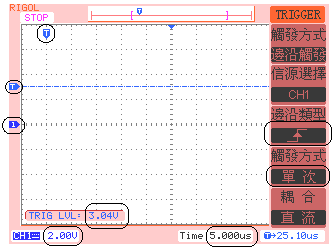 RIGOL
STOP
T
TRIGGER
觸發方式
邊沿觸發
信源選擇
CH1
邊沿類型
觸發方式
單次
耦合
直流
T
1
TRIG LVL= 3.04V
CH1 2.00V
Time 5.000us
T→25.10us